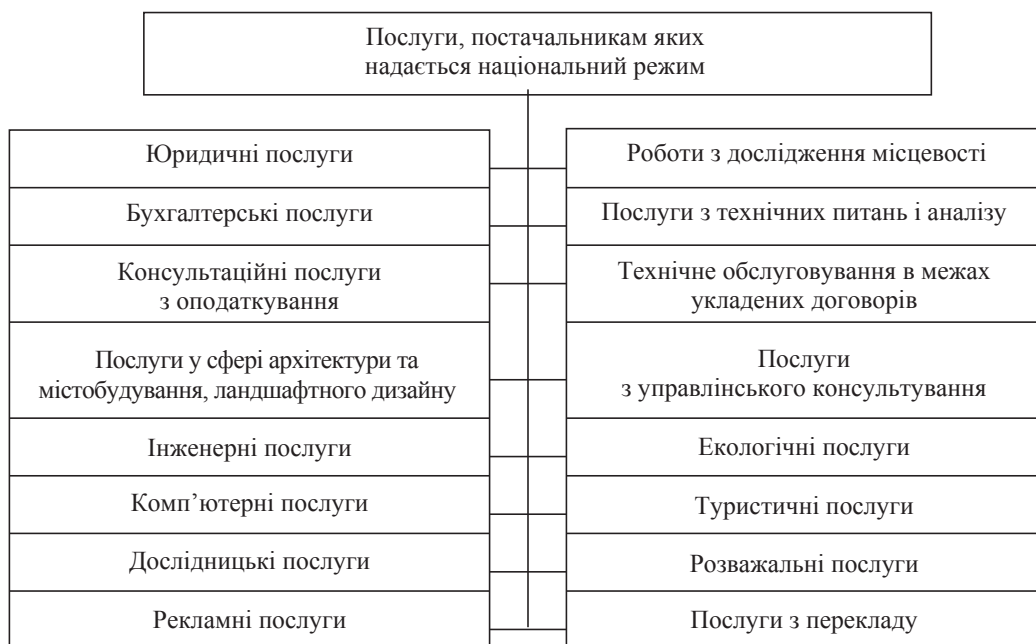 Послуги, постачальникам яких
надається національний режим
Юридичні послуги
Бухгалтерські послуги
Консультаційні послуги
з оподаткування
Послуги у сфері архітектури та
містобудування, ландшафтного дизайну
Інженерні послуги
Комп’ютерні послуги
Дослідницькі послуги
Рекламні послуги
Роботи з дослідження місцевості
Послуги з технічних питань і аналізу
Технічне обслуговування в межах
укладених договорів
Послуги
з управлінського консультування
Екологічні послуги
Туристичні послуги
Розважальні послуги
Послуги з перекладу